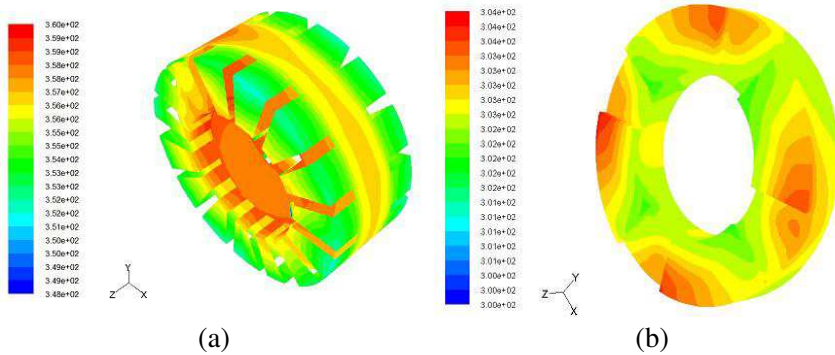 3.60e+02
3.59e+02
3.59e+02
3.58e+02
3.58e+02
3.57e+02
3.56e+02
3.56e+02
3.55e+02
3.55e+02
3.54e+02
3.53e+02
3.53e+02
3.52e+02
3.52e+02
3.51e+02
3.50e+02
3.50e+02
3.49e+02
3.49e+02
3.48e+02
Y
Z
X
(a)
3.04e+02
3.04e+02
3.04e+02
3.03e+02
3.03e+02
3.03e+02
3.03e+02
3.03e+02
3.02e+02
3.02e+02
3.02e+02
3.02e+02
3.02e+02
3.01e+02
3.01e+02
3.01e+02
3.01e+02
3.01e+02
3.00e+02
3.00e+02
3.00e+02
Y
Z
X
(b)